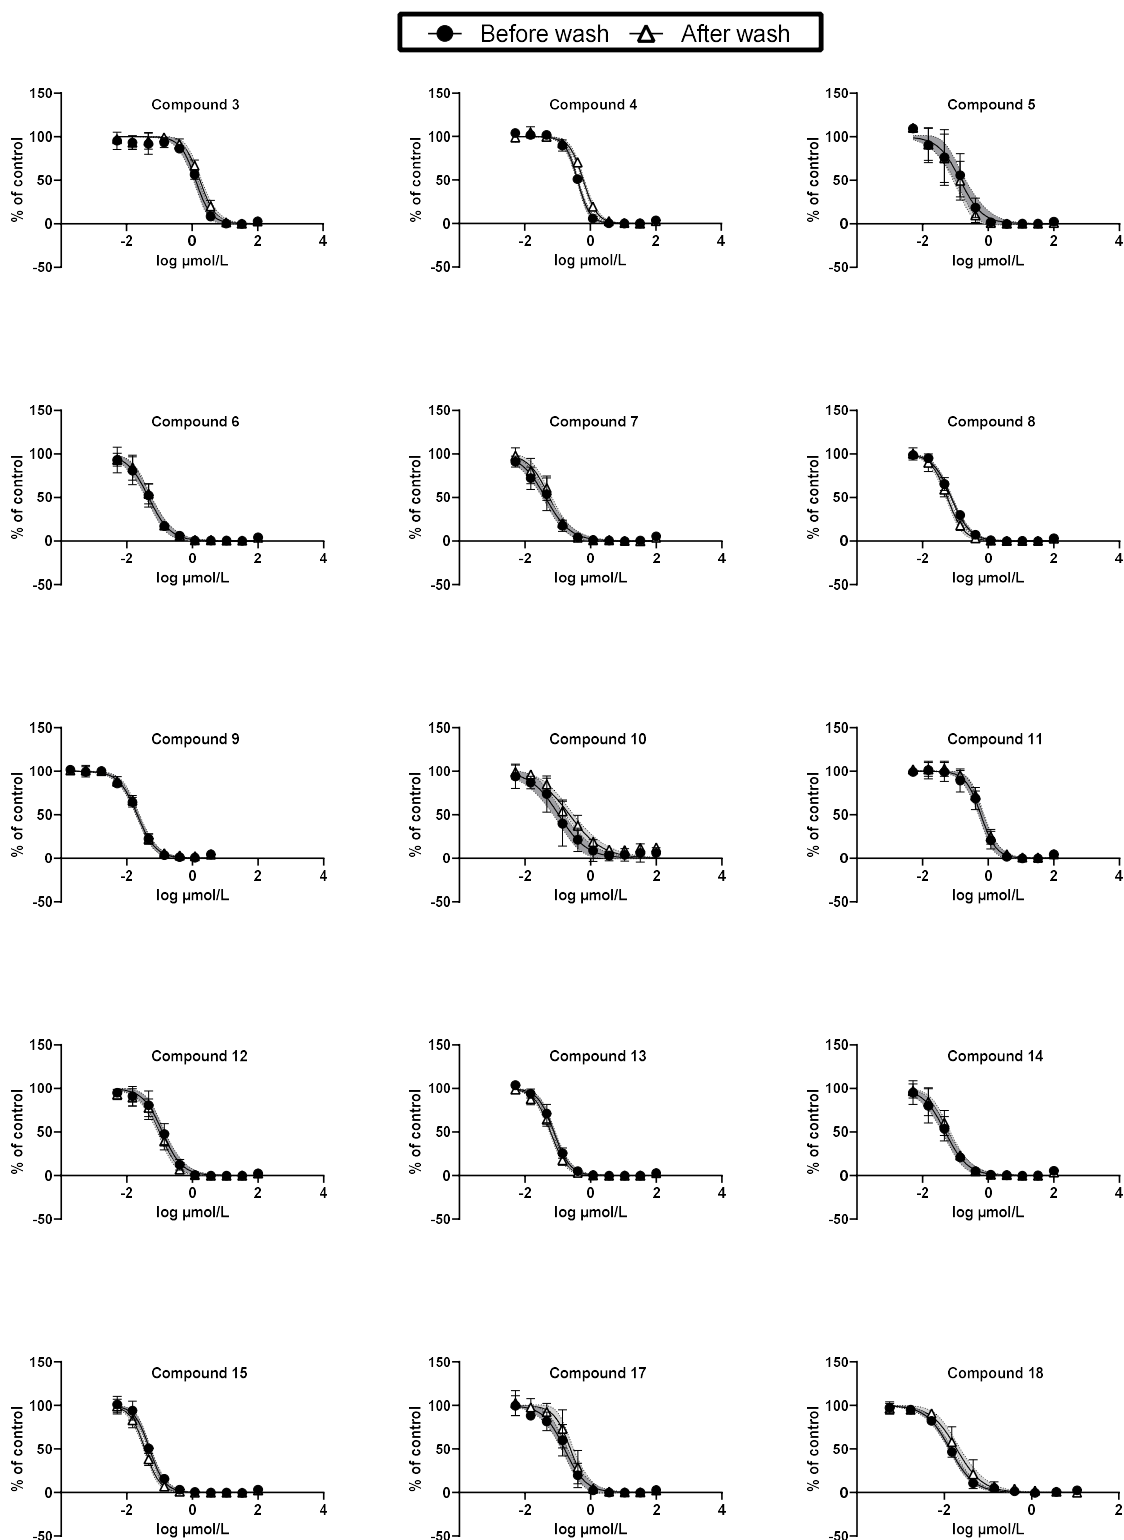 Before wash After wash
Compound 3
150
100
50
0
-50
-2 0 2 4
% of control
log µmol/L
Compound 4
150
100
50
0
-50
-2 0 2 4
% of control
log µmol/L
Compound 5
150
100
50
0
-50
-2 0 2 4
% of control
log µmol/L
Compound 6
150
100
50
0
-50
-2 0 2 4
% of control
log µmol/L
Compound 7
150
100
50
0
-50
-2 0 2 4
% of control
log µmol/L
Compound 8
150
100
50
0
-50
-2 0 2 4
% of control
log µmol/L
Compound 9
150
100
50
0
-50
-2 0 2 4
% of control
log µmol/L
Compound 10
150
100
50
0
-50
-2 0 2 4
% of control
log µmol/L
Compound 11
150
100
50
0
-50
-2 0 2 4
% of control
log µmol/L
Compound 12
150
100
50
0
-50
-2 0 2 4
% of control
log µmol/L
Compound 13
150
100
50
0
-50
-2 0 2 4
% of control
log µmol/L
Compound 14
150
100
50
0
-50
-2 0 2 4
% of control
log µmol/L
Compound 15
150
100
50
0
-50
-2 0 2 4
% of control
log µmol/L
Compound 17
150
100
50
0
-50
-2 0 2 4
% of control
log µmol/L
Compound 18
150
100
50
0
-50
-2 0 2
% of control
log µmol/L